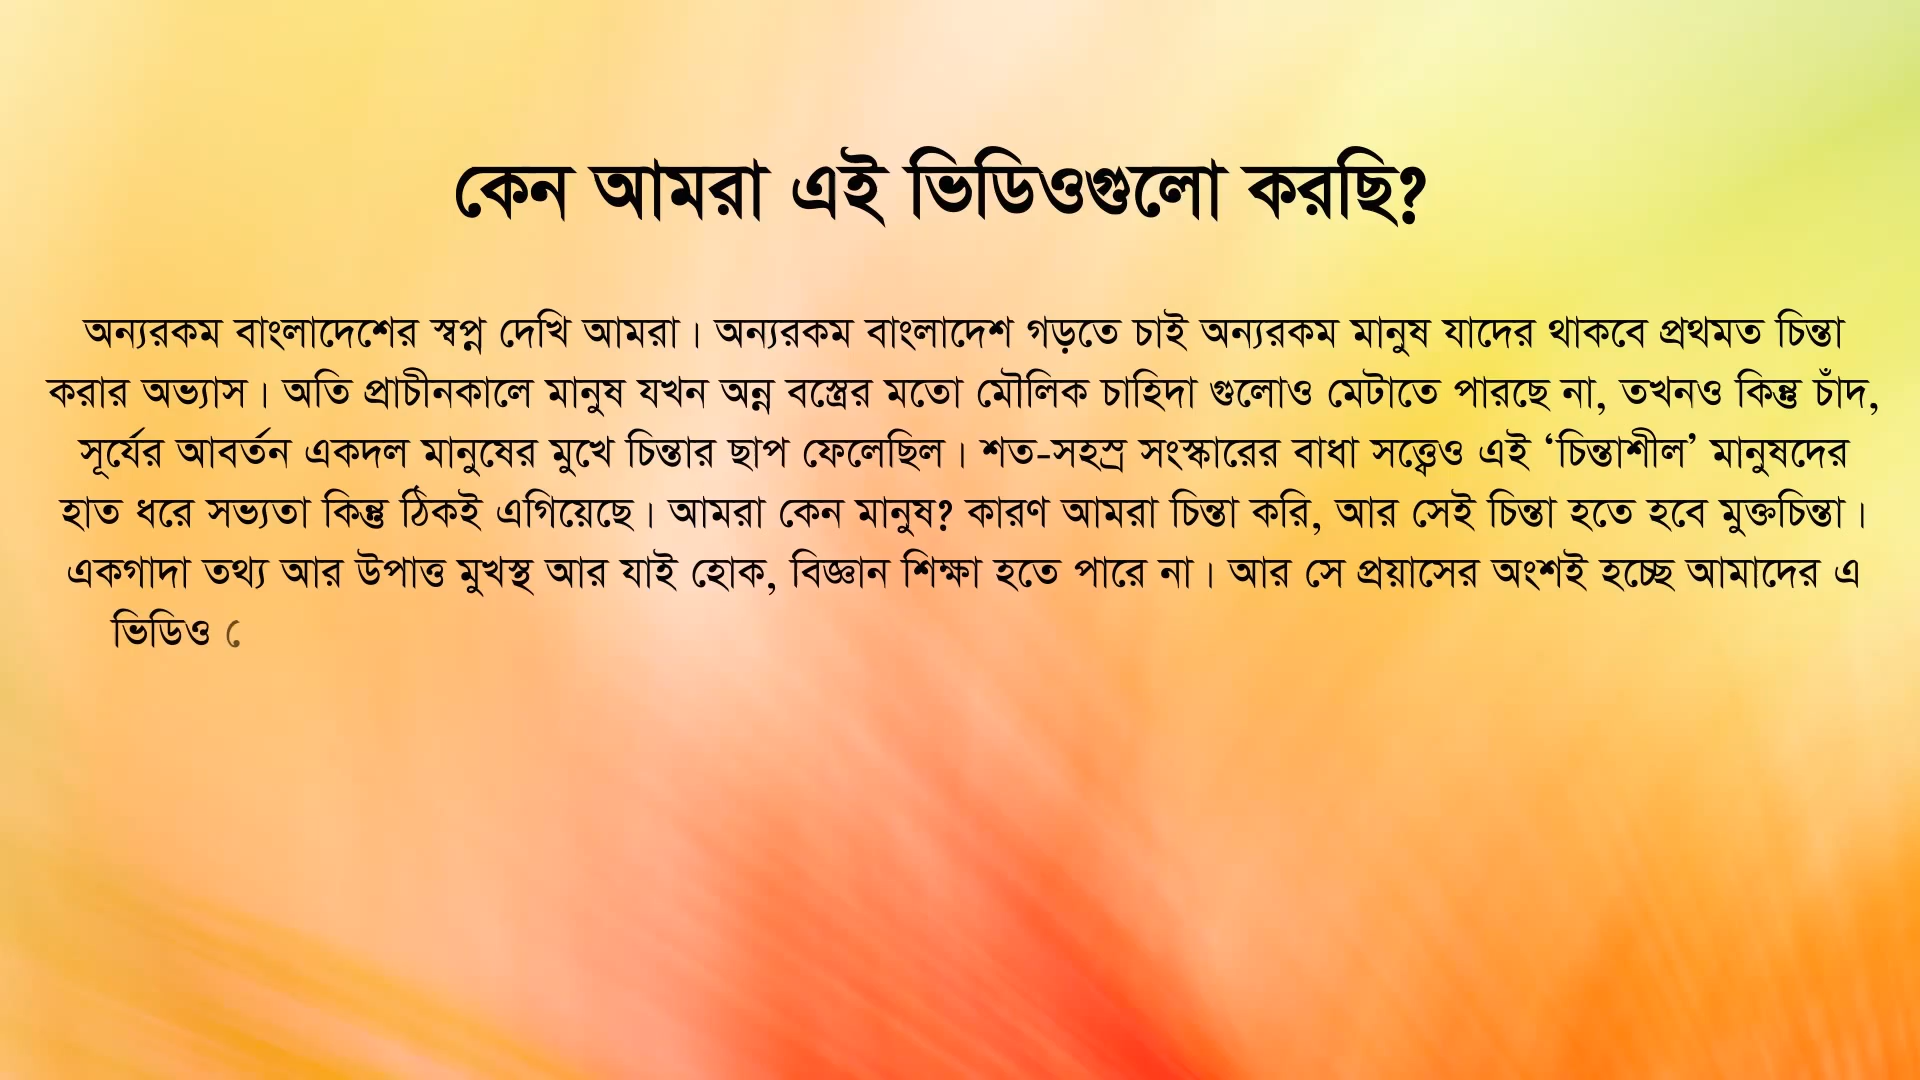 কেন আমরা এই ভিডিওগুলো করছি?
অন্যরকম বাংলাদেশের স্বপ্ন দেখি আমরা। অন্যরকম বাংলাদেশ গড়তে চাই অন্যরকম মানুষ যাদের থাকবে প্রথমত চিন্তা
করার অভ্যাস। অতি প্রাচীনকালে মানুষ যখন অন্ন বস্ত্রের মতো মৌলিক চাহিদা গুলোও মেটাতে পারছে না, তখনও কিন্তু চাঁদ,
সূর্যের আবর্তন একদল মানুষের মুখে চিন্তার ছাপ ফেলেছিল। শত-সহস্র সংস্কারের বাধা সত্ত্বেও এই ‘চিন্তাশীল’ মানুষদের
হাত ধরে সভ্যতা কিন্তু ঠিকই এগিয়েছে। আমরা কেন মানুষ? কারণ আমরা চিন্তা করি, আর সেই চিন্তা হতে হবে মুক্তচিন্তা।
একগাদা তথ্য আর উপাত্ত মুখস্থ আর যাই হোক, বিজ্ঞান শিক্ষা হতে পারে না। আর সে প্রয়াসের অংশই হচ্ছে আমাদের এ
ভিডিও